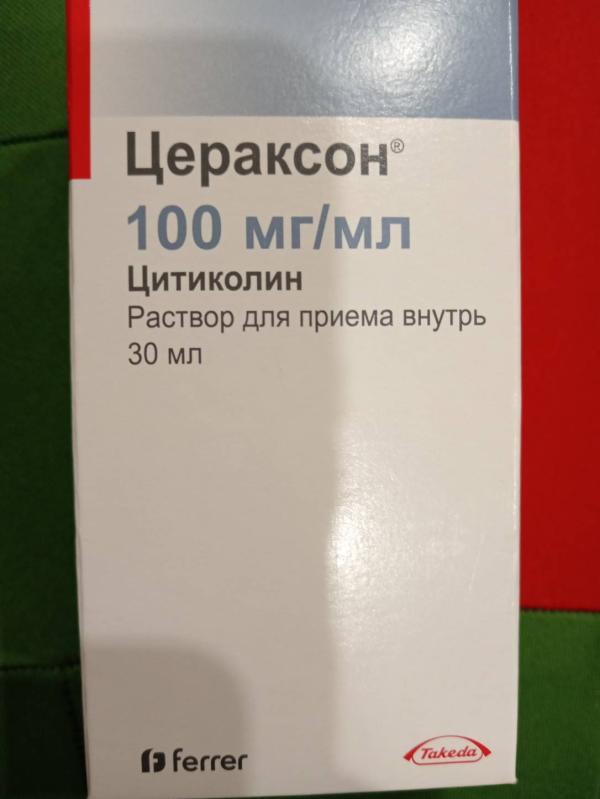 Цераксон®
100 мг/мл
Цитиколин
Раствор для приема внутрь
30 мл
ferrer
Takeda